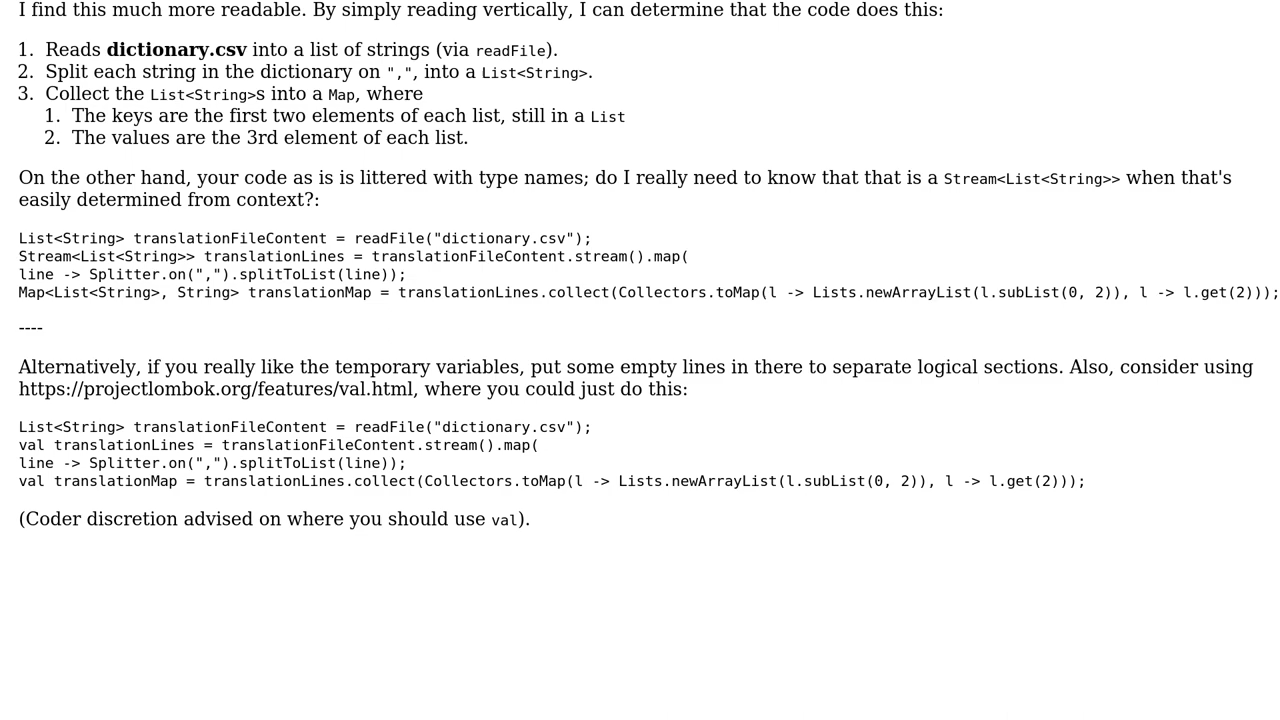 I find this much more readable. By simply reading vertically, I can determine that the code does this:
1. Reads dictionary.csv into a list of strings (via readFile).
2. Split each string in the dictionary on ",", into a List<String>.
3. Collect the List<String>s into a Map, where
1. The keys are the first two elements of each list, still in a List
2. The values are the 3rd element of each list.
On the other hand, your code as is is littered with type names; do I really need to know that that is a Stream<List<String>> when that's
easily determined from context?:
List<String> translationFileContent = readFile("dictionary.csv");
Stream<List<String>> translationLines = translationFileContent.stream().map(
line -> Splitter.on(",").splitToList(line));
Map<List<String>, String> translationMap = translationLines.collect(Collectors.toMap(l -> Lists.newArrayList(l.subList(0, 2)), l -> l.get(2)));
----
Alternatively, if you really like the temporary variables, put some empty lines in there to separate logical sections. Also, consider using
https://projectlombok.org/features/val.html, where you could just do this:
List<String> translationFileContent = readFile("dictionary.csv");
val translationLines = translationFileContent.stream().map(
line -> Splitter.on(",").splitToList(line));
val translationMap = translationLines.collect(Collectors.toMap(l -> Lists.newArrayList(l.subList(0, 2)), l -> l.get(2)));
(Coder discretion advised on where you should use val).